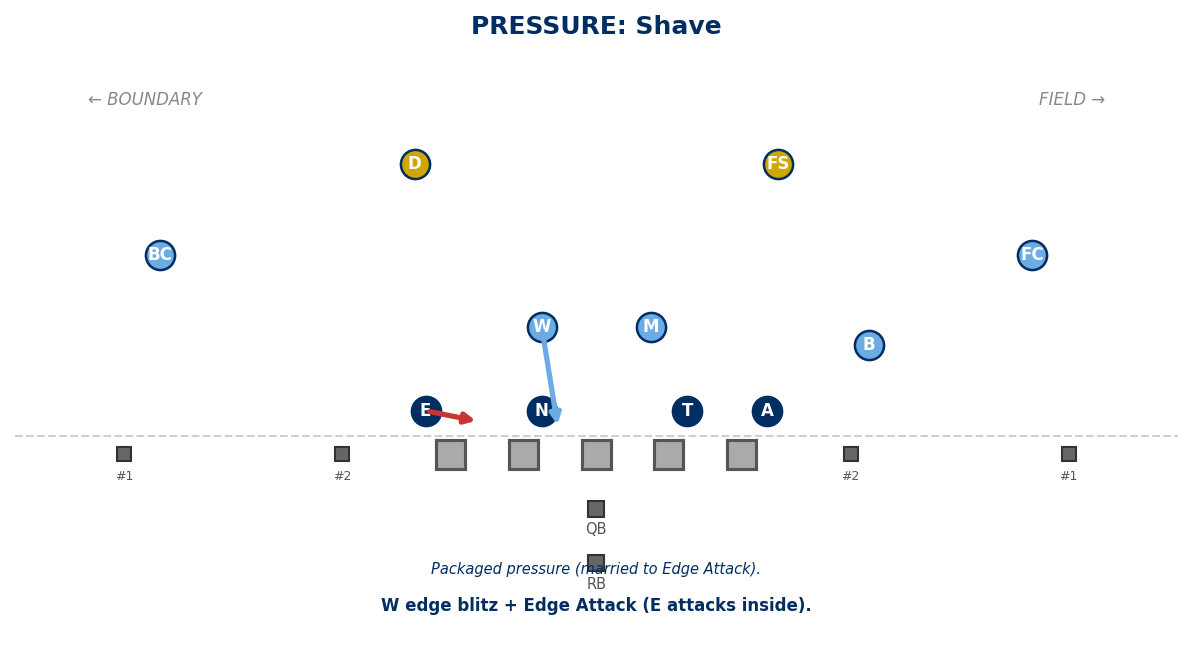 PRESSURE: Shave
← BOUNDARY
FIELD →
D
FS
BC
FC
W
M
B
E
N
T
A
#1
#2
#2
#1
QB
Packaged pressure (married to Edge Attack).
RB
W edge blitz + Edge Attack (E attacks inside).